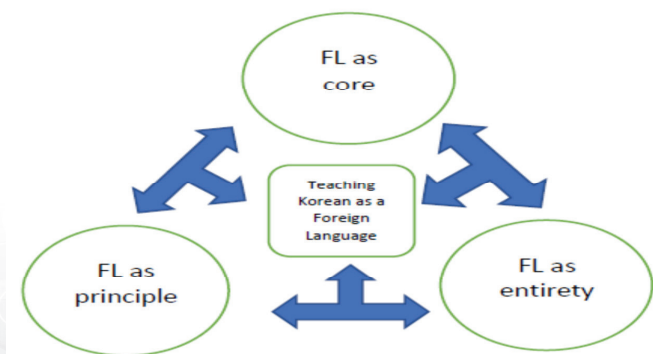 FL as
core
Teaching
Korean as a
Foreign
Language
FL as
principle
FL as
entirety